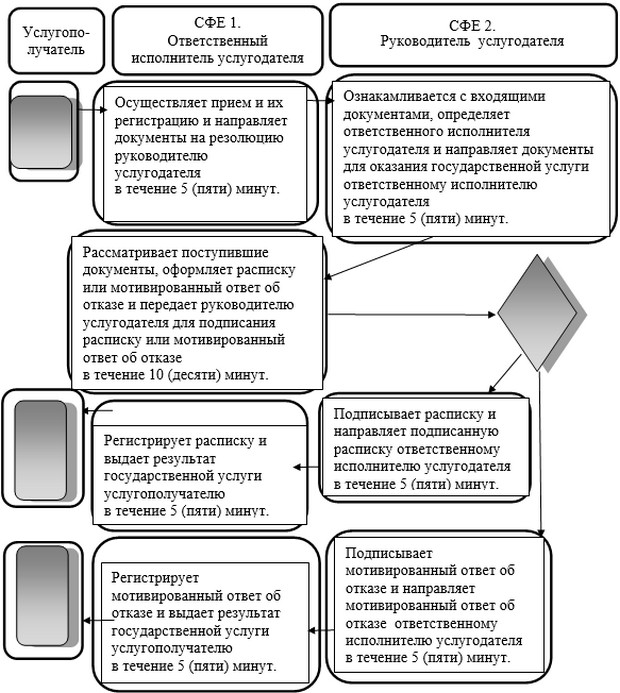 Услугопо-
лучатель
СФЕ 1.
Ответственный
исполнитель услугодателя
СФЕ 2.
Руководитель услугодателя
Осуществляет прием и их
регистрацию и направляет
документы на резолюцию
руководителю
услугодателя
в течение 5 (пяти) минут.
Ознакамливается с входящими
документами, определяет
ответственного исполнителя
услугодателя и направляет документы
для оказания государственной услуги
ответственному исполнителю
услугодателя
в течение 5 (пяти) минут.
Рассматривает поступившие
документы, оформляет расписку
или мотивированный ответ об
отказе и передает руководителю
услугодателя для подписания
расписку или мотивированный
ответ об отказе
в течение 10 (десяти) минут.
Подписывает расписку и
направляет подписанную
расписку ответственному
исполнителю услугодателя
в течение 5 (пяти) минут.
Регистрирует расписку и
выдает результат
государственной услуги
услугополучателю
в течение 5 (пяти) минут.
Подписывает
мотивированный ответ об
отказе и направляет
мотивированный ответ об
отказе ответственному
исполнителю услугодателя
в течение 5 (пяти) минут.
Регистрирует
мотивированный ответ об
отказе и выдает результат
государственной услуги
услугополучателю
в течение 5 (пяти) минут.